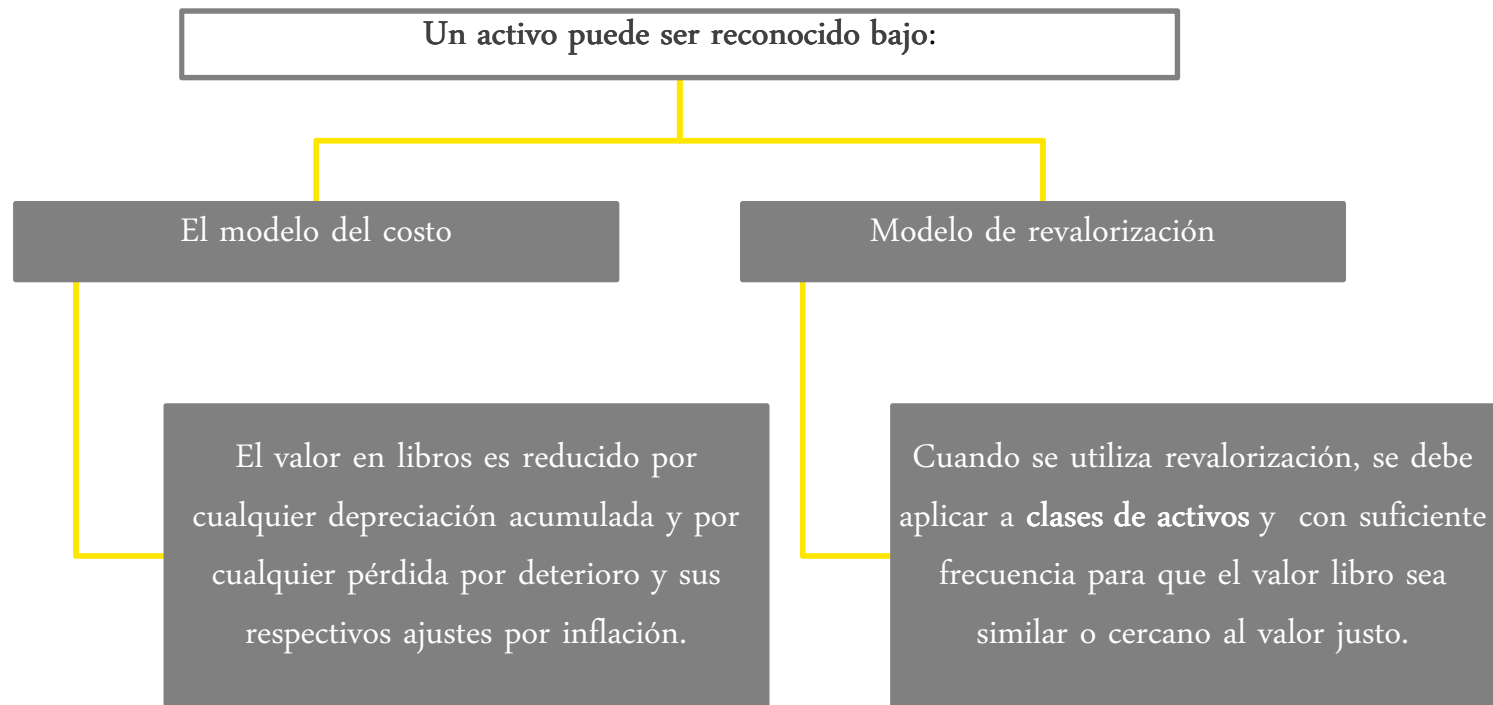 Un activo puede ser reconocido bajo:
El modelo del costo
El valor en libros es reducido por
cualquier depreciación acumulada y por
cualquier pérdida por deterioro y sus
respectivos ajustes por inflación.
Modelo de revalorización
Cuando se utiliza revalorización, se debe
aplicar a clases de activos y con suficiente
frecuencia para que el valor libro sea
similar o cercano al valor justo.